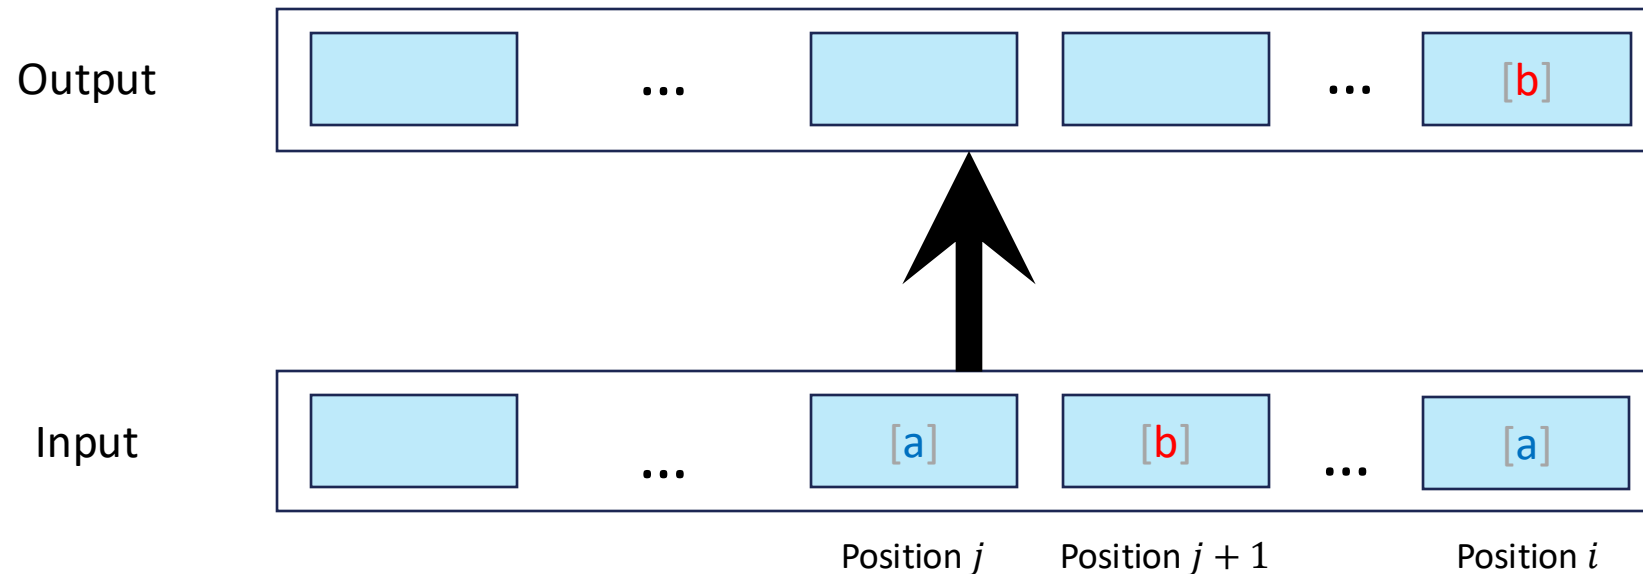 Output ... ... [b]
Input ... [a] [b] ... [a]
Position j Position j + 1 Position i